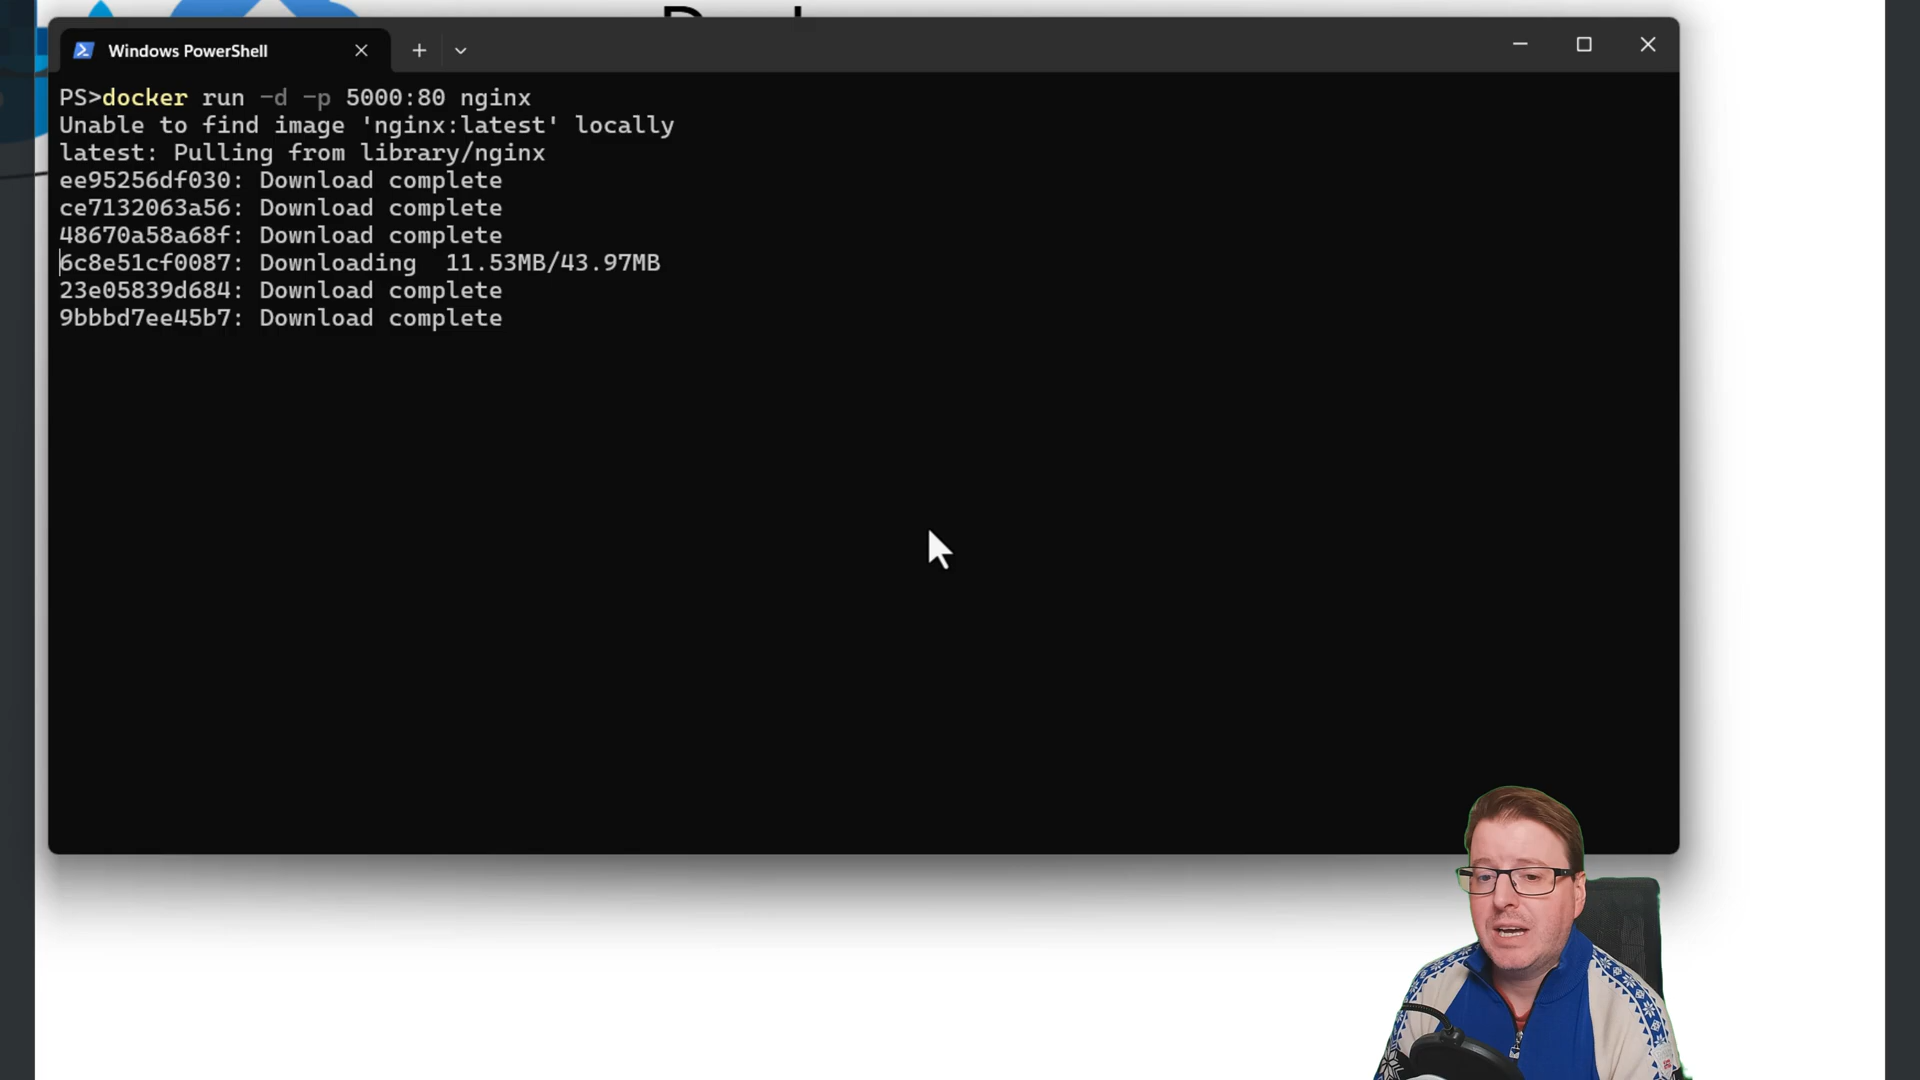 Windows PowerShell
PS>docker run -d -p 5000:80 nginx
Unable to find image 'nginx:latest' locally
latest: Pulling from library/nginx
ee95256df030: Download complete
ce7132063a56: Download complete
48670a58a68f: Download complete
6c8e51cf0087: Downloading  11.53MB/43.97MB
23e05839d684: Download complete
9bbbd7ee45b7: Download complete